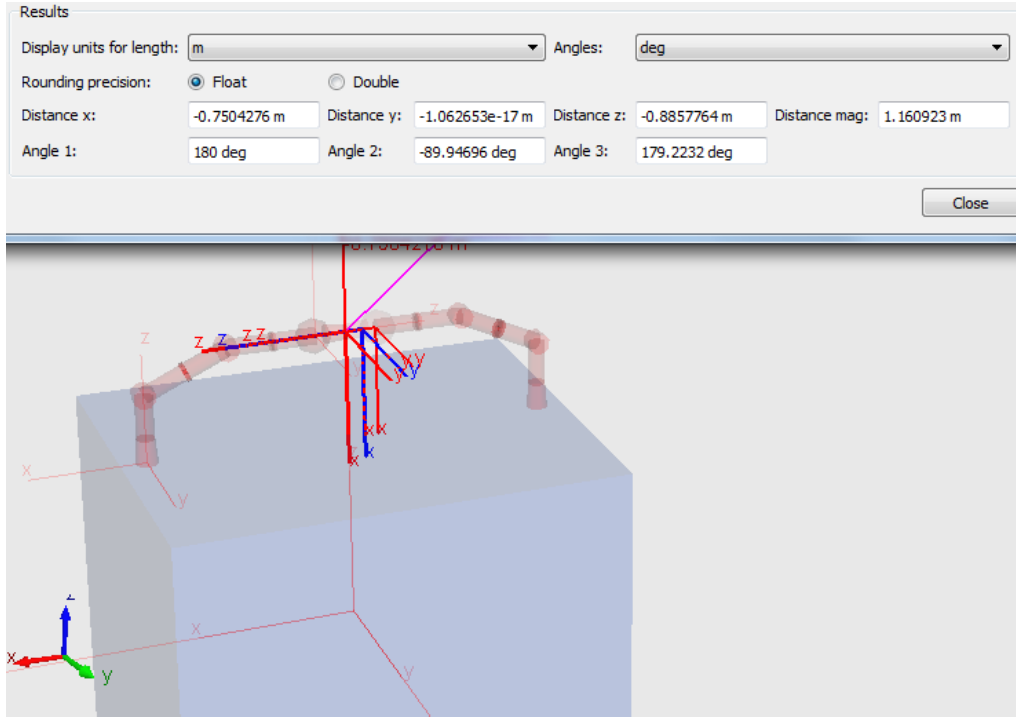 Results
Display units for length: m Angles: deg
Rounding precision: Float Double
Distance x: -0.7504276 m Distance y: -1.062653e-17 m Distance z: -0.8857764 m Distance mag: 1.160923 m
Angle 1: 180 deg Angle 2: -89.94696 deg Angle 3: 179.2232 deg
Close
z
z z z z z
y y y y
x x
x x
x y
x
y
z
x
y